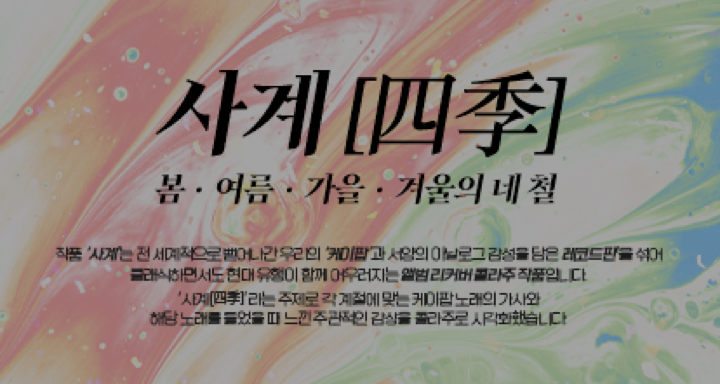 사계 [四季]
봄 · 여름 · 가을 · 겨울의 네 철
작품 '사계'는 전 세계적으로 뻗어나간 우리의 '케이팝'과 서양의 아날로그 감성을 담은 '레코드판'을 섞어
클래식하면서도 현대 유행이 함께 어우러지는 앨범 리커버 콜라주 작품입니다.
'사계[四季]'라는 주제로 각 계절에 맞는 케이팝 노래의 가사와
해당 노래를 들었을 때 느낀 주관적인 감상을 콜라주로 시각화했습니다.